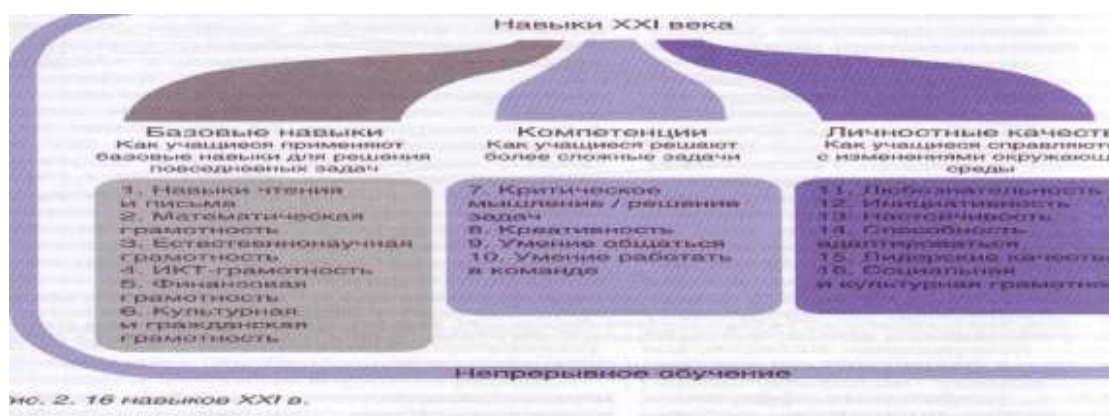 Навыки XXI века
Базовые навыки
Как учащиеся применяют
базовые навыки для решения
повседневных задач
1. Навыки чтения
и письма
2. Математическая
грамотность
3. Естественнонаучная
грамотность
4. ИКТ-грамотность
5. Финансовая
грамотность
6. Культурная
и гражданская
грамотность
Компетенции
Как учащиеся решают
более сложные задачи
7. Критическое
мышление / решение
задач
8. Креативность
9. Умение общаться
10. Умение работать
в команде
Личностные качеств
Как учащиеся справляют
с изменениями окружающ
среды
11. Любознательность
12. Инициативность
13. Настойчивость
14. Способность
адаптироваться
15. Лидерские качества
16. Социальная
и культурная грамотнос
Непрерывное обучение
ис. 2. 16 навыков XXI в.